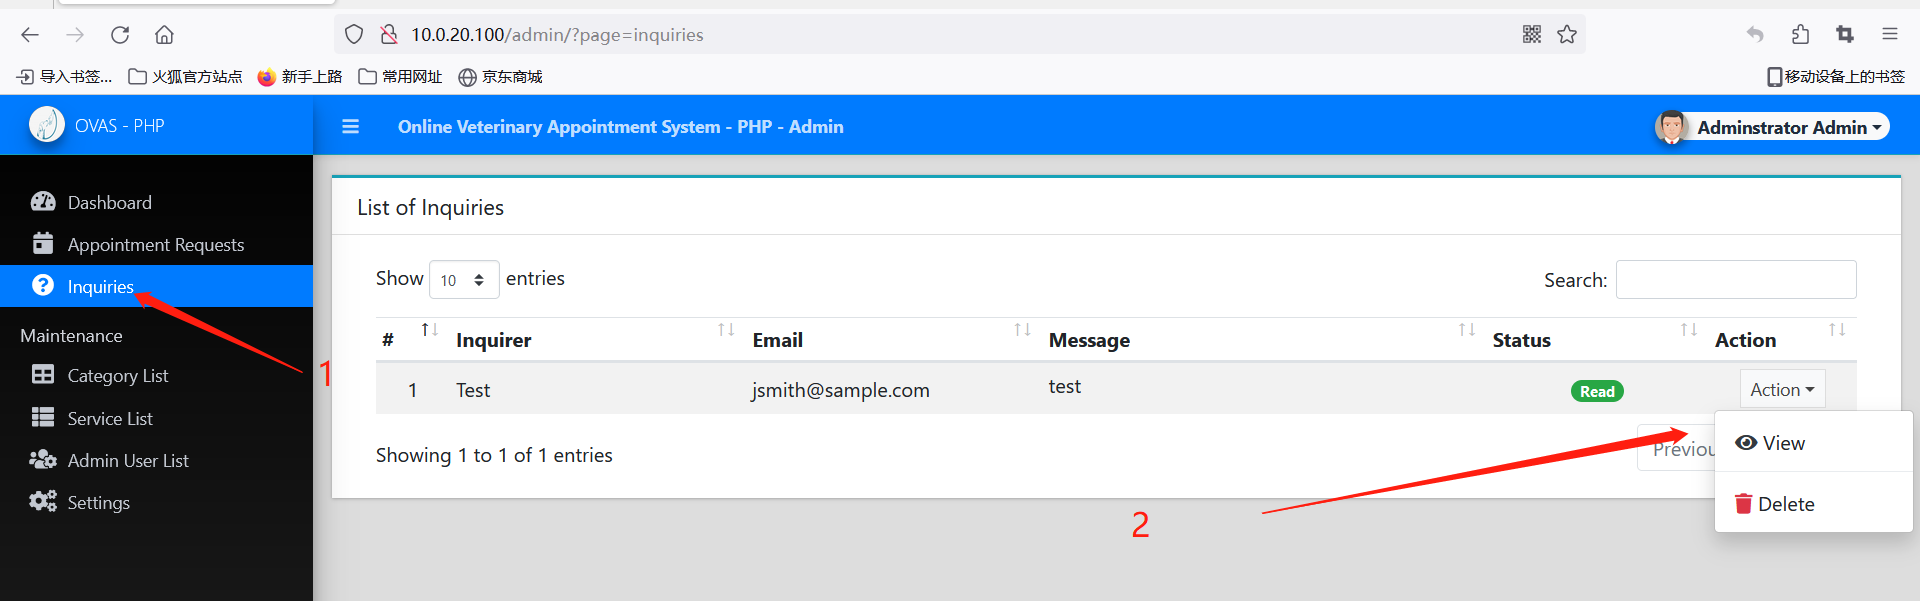 10.0.20.100/admin/?page=inquiries
导入书签... 火狐官方站点 新手上路 常用网址 京东商城 移动设备上的书签
OVAS - PHP Online Veterinary Appointment System - PHP - Admin Adminstrator Admin
Dashboard
Appointment Requests
Inquiries
Maintenance
Category List
Service List
Admin User List
Settings
1
List of Inquiries
Show 10 entries Search:
# Inquirer Email Message Status Action
1 Test jsmith@sample.com test Read Action
View
Delete
Showing 1 to 1 of 1 entries Previou
2